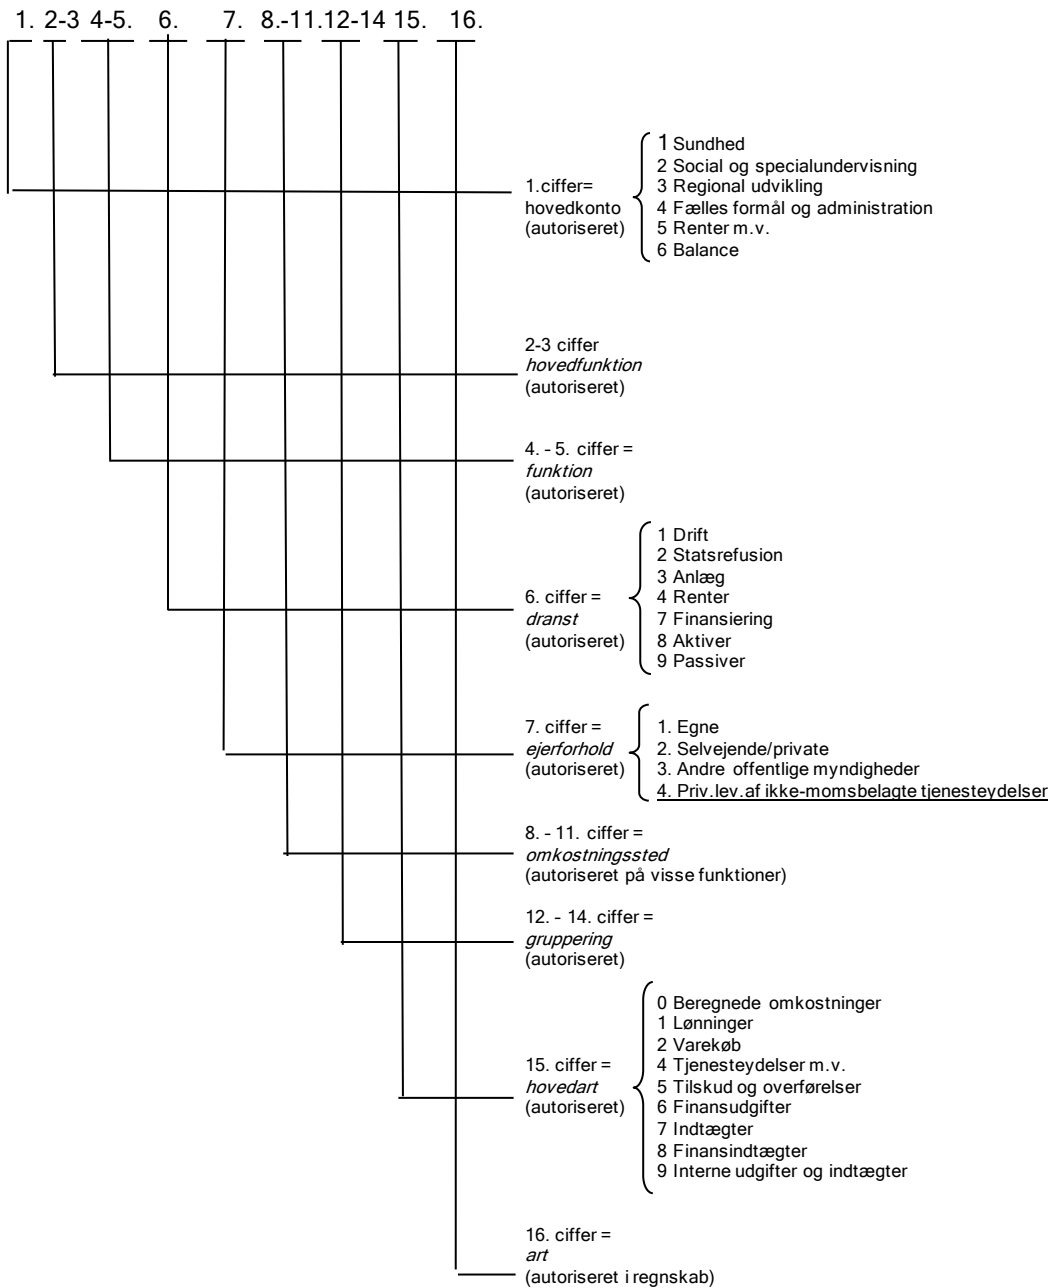 1. 2-3 4-5. 6. 7. 8.-11.12-14 15. 16.
1.ciffer=
hovedkonto
(autoriseret)
1 Sundhed
2 Social og specialundervisning
3 Regional udvikling
4 Fælles formål og administration
5 Renter m.v.
6 Balance
2-3 ciffer
hovedfunktion
(autoriseret)
4. - 5. ciffer =
funktion
(autoriseret)
6. ciffer =
dranst
(autoriseret)
1 Drift
2 Statsrefusion
3 Anlæg
4 Renter
7 Finansiering
8 Aktiver
9 Passiver
7. ciffer =
ejerforhold
(autoriseret)
1. Egne
2. Selvejende/private
3. Andre offentlige myndigheder
4. Priv.lev.af ikke-momsbelagte tjenesteydelser
8. - 11. ciffer =
omkostningssted
(autoriseret på visse funktioner)
12. - 14. ciffer =
gruppering
(autoriseret)
15. ciffer =
hovedart
(autoriseret)
0 Beregnede omkostninger
1 Lønninger
2 Varekøb
4 Tjenesteydelser m.v.
5 Tilskud og overførelser
6 Finansudgifter
7 Indtægter
8 Finansindtægter
9 Interne udgifter og indtægter
16. ciffer =
art
(autoriseret i regnskab)